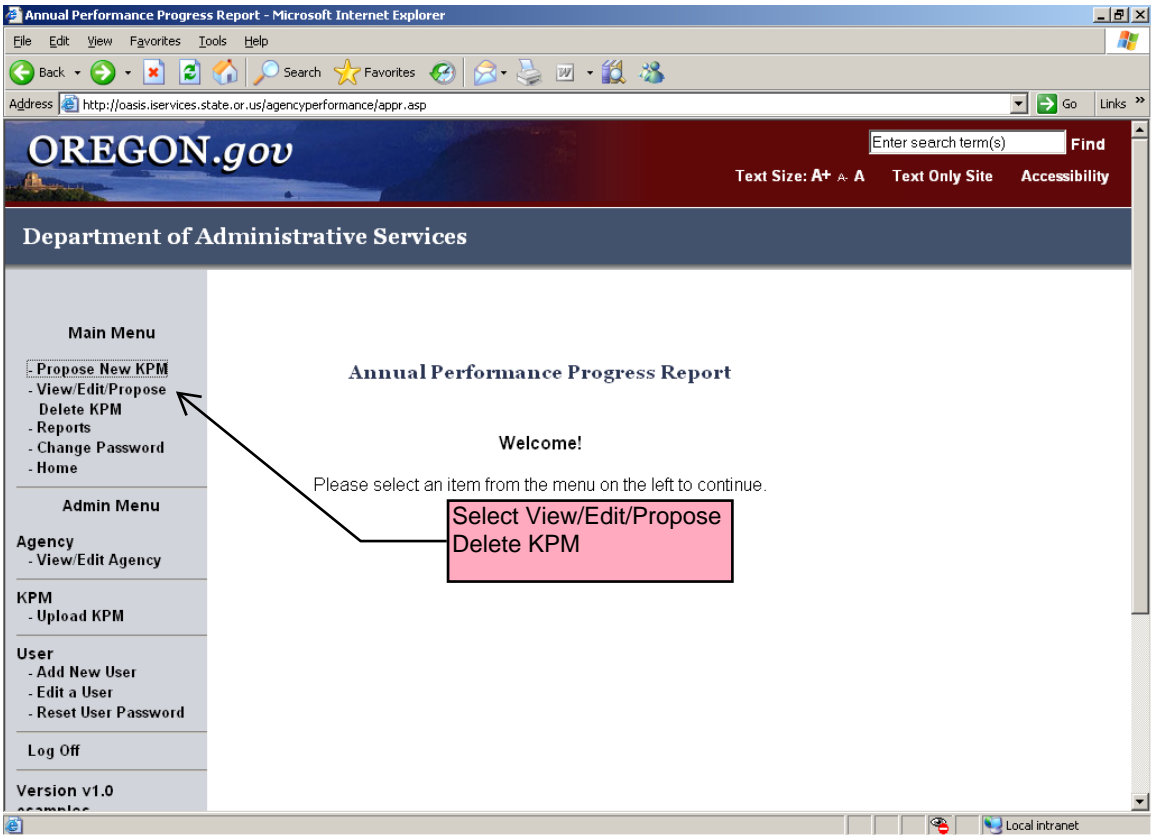 Annual Performance Progress Report - Microsoft Internet Explorer
File Edit View Favorites Tools Help
Back Search Favorites
Address http://oasis.iservices.state.or.us/agencyperformance/appr.asp Go Links »
OREGON.gov
Enter search term(s) Find
Text Size: A+ A- A Text Only Site Accessibility
Department of Administrative Services
Main Menu
- Propose New KPM
- View/Edit/Propose
Delete KPM
- Reports
- Change Password
- Home
Admin Menu
Agency
- View/Edit Agency
KPM
- Upload KPM
User
- Add New User
- Edit a User
- Reset User Password
Log Off
Version v1.0
Annual Performance Progress Report
Welcome!
Please select an item from the menu on the left to continue.
Select View/Edit/Propose
Delete KPM
Local intranet